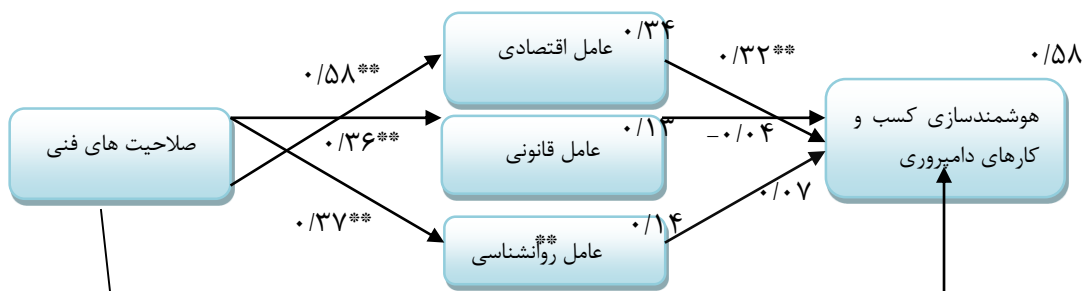 ۰/۵۸
هوشمندسازی کسب و
کارهای دامپروری
۰/۳۲**
-۰/۰۴
۰/۰۷
۰/۳۴
عامل اقتصادی
۰/۱۳
عامل قانونی
۰/۱۴
**
عامل روانشناسی
۰/۵۸**
۰/۳۶**
۰/۳۷**
صلاحیت های فنی